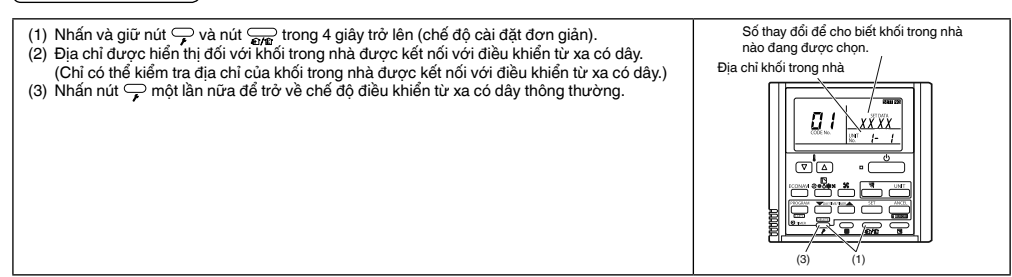 (1) Nhấn và giữ nút và nút trong 4 giây trở lên (chế độ cài đặt đơn giản).
(2) Địa chỉ được hiển thị đối với khối trong nhà được kết nối với điều khiển từ xa có dây.
(Chỉ có thể kiểm tra địa chỉ của khối trong nhà được kết nối với điều khiển từ xa có dây.)
(3) Nhấn nút một lần nữa để trở về chế độ điều khiển từ xa có dây thông thường.
Số thay đổi để cho biết khối trong nhà
nào đang được chọn.
Địa chỉ khối trong nhà
SET DATA
01 XX XX
CODE No. UNIT
No. 1- 1
ECONAVI UNIT
PROGRAM SET ANCEL
(3) (1)